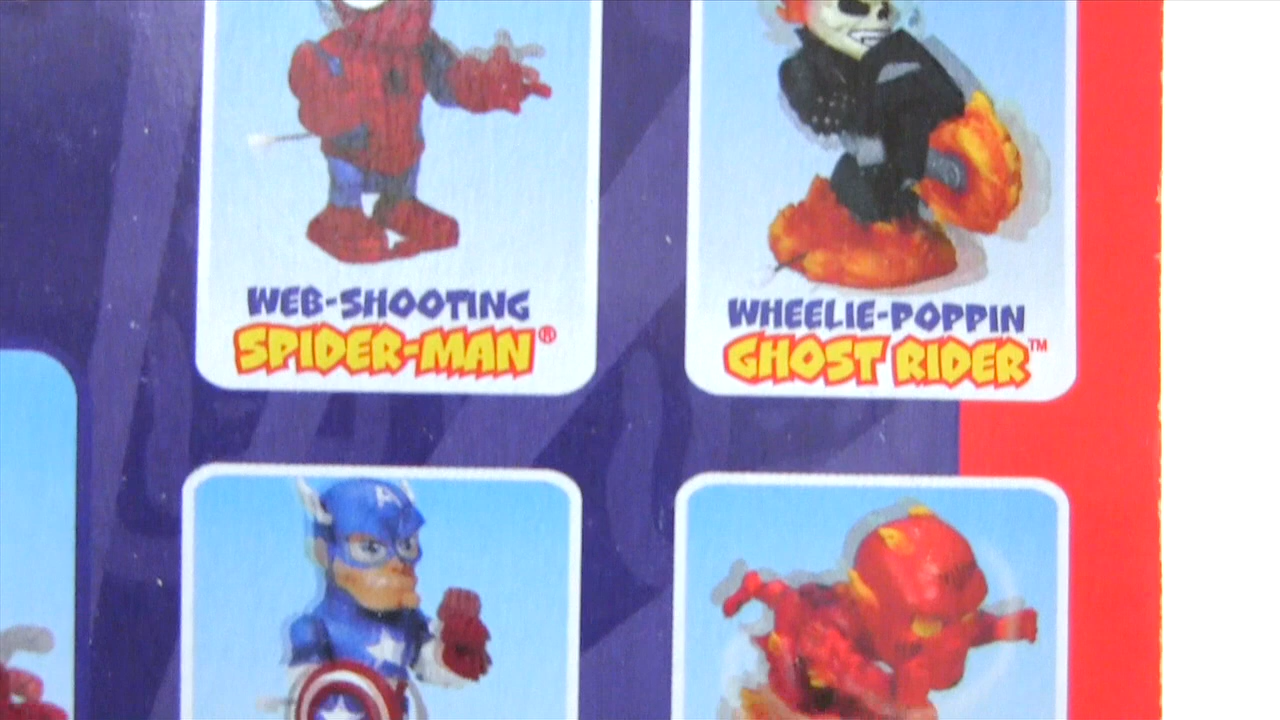 WEB-SHOOTING
SPIDER-MAN®
WHEELIE-POPPIN
GHOST RIDER™
A